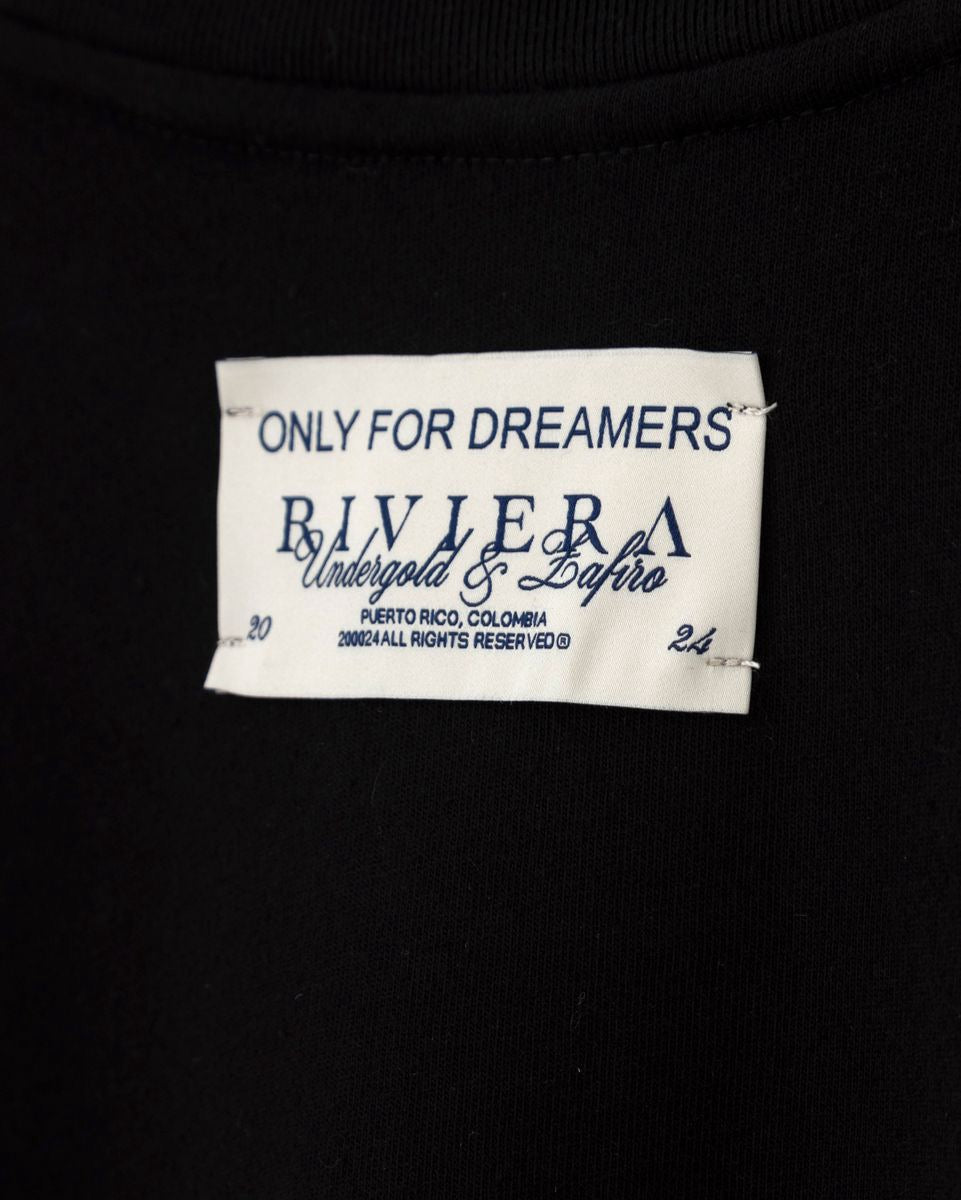 ONLY FOR DREAMERS
RIVIERA
Undergold & Zafiro
PUERTO RICO, COLOMBIA
20
200024 ALL RIGHTS RESERVED®
24